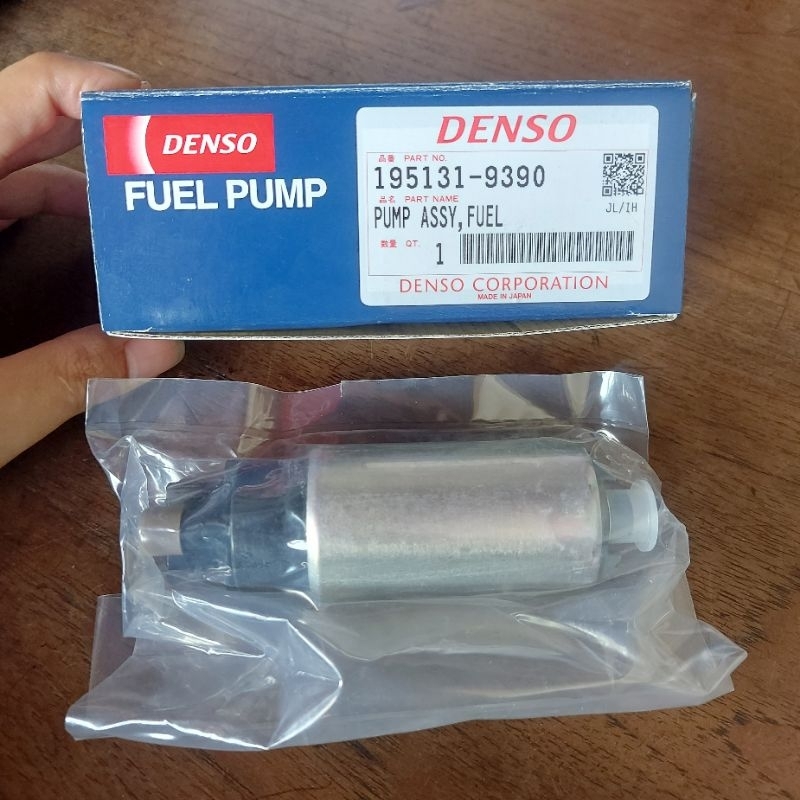 DENSO
FUEL PUMP
DENSO
品番 PART NO.
195131-9390
品名 PART NAME
PUMP ASSY,FUEL
JL/IH
数量 QT.
1
DENSO CORPORATION
MADE IN JAPAN